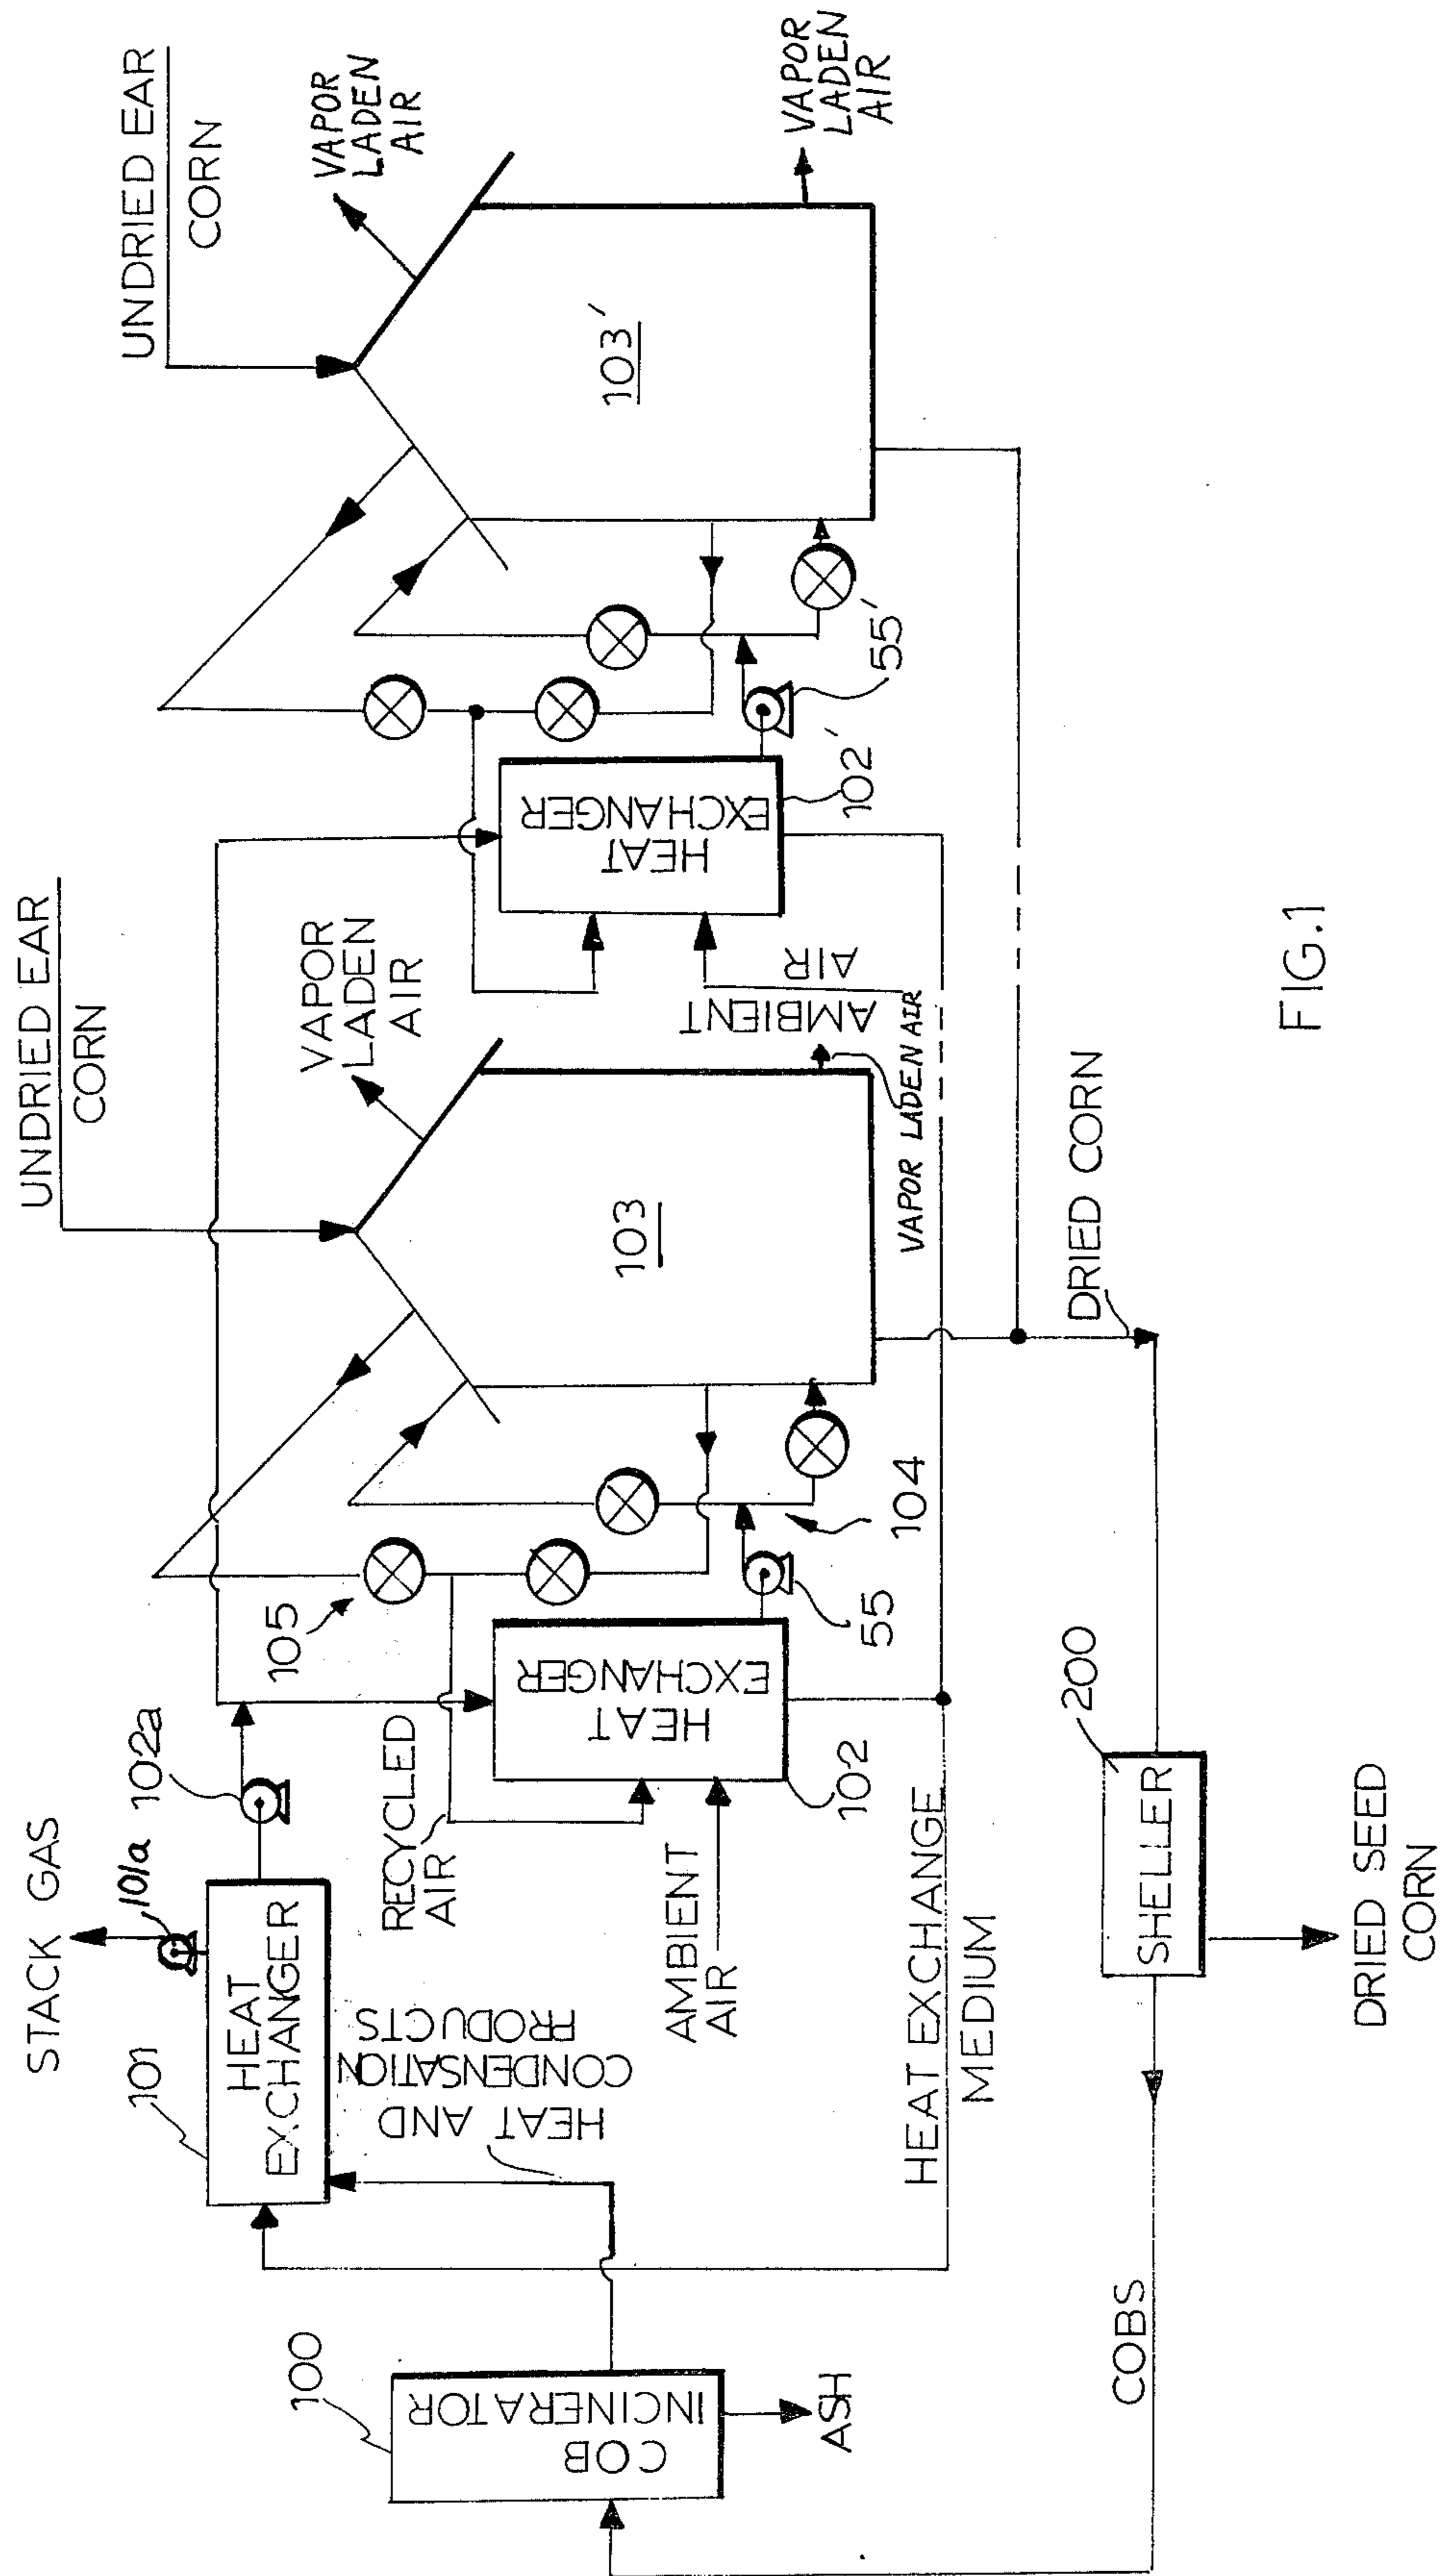 UNDRIED EAR
CORN
UNDRIED EAR
CORN
STACK GAS
101a
102a
101
HEAT
EXCHANGER
HEAT AND
CONDENSATION
PRODUCTS
100
COB
INCINERATOR
ASH
RECYCLED
AIR
AMBIENT
AIR
105
HEAT
EXCHANGER
102
55
104
VAPOR
LADEN
AIR
103
VAPOR LADEN AIR
AMBIENT
AIR
HEAT
EXCHANGER
102'
55'
VAPOR
LADEN
AIR
103'
VAPOR
LADEN
AIR
HEAT EXCHANGE
MEDIUM
DRIED CORN
200
SHELLER
COBS
DRIED SEED
CORN
FIG.1